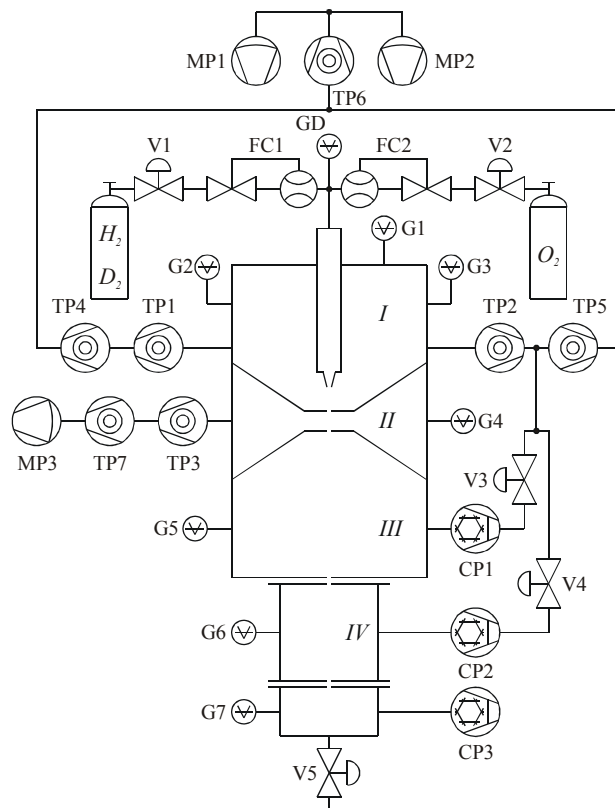 MP1
MP2
TP6
GD
V1
FC1
FC2
V2
H2
D2
O2
G1
G2
G3
I
TP4
TP1
TP2
TP5
II
G4
MP3
TP7
TP3
V3
G5
III
CP1
V4
G6
IV
CP2
G7
CP3
V5